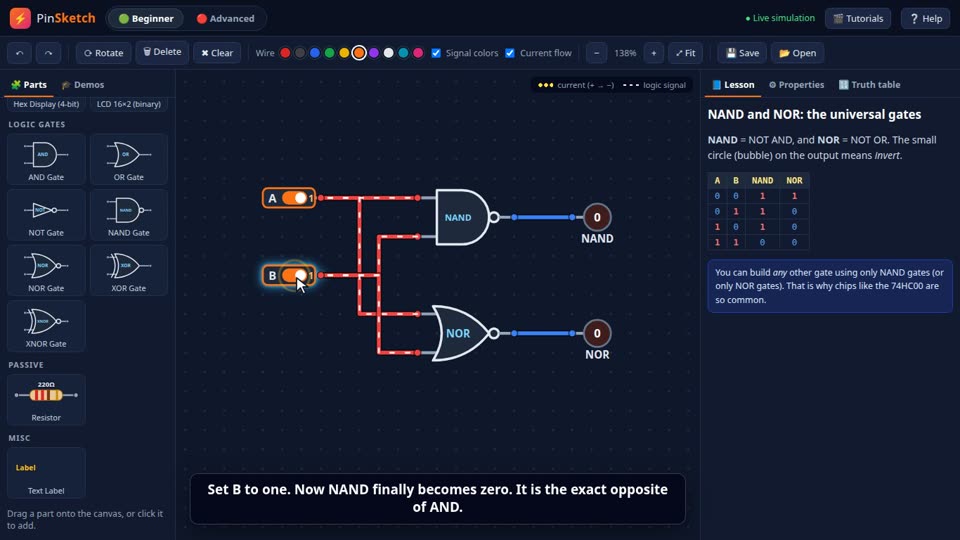 PinSketch
Beginner
Advanced
Live simulation
Tutorials
Help
Rotate
Delete
Clear
Wire
Signal colors
Current flow
138%
Fit
Save
Open
Parts
Demos
Hex Display (4-bit)
LCD 16×2 (binary)
LOGIC GATES
AND
OR
AND Gate
OR Gate
NOT
NAND
NOT Gate
NAND Gate
NOR
XOR
NOR Gate
XOR Gate
XNOR
XNOR Gate
PASSIVE
220Ω
Resistor
MISC
Label
Text Label
Drag a part onto the canvas, or click it
to add.
current (+ → −)
logic signal
A 1
NAND
0
NAND
B 1
NOR
0
NOR
Set B to one. Now NAND finally becomes zero. It is the exact opposite
of AND.
Lesson
Properties
Truth table
NAND and NOR: the universal gates
NAND = NOT AND, and NOR = NOT OR. The small
circle (bubble) on the output means invert.
A B NAND NOR
0 0 1 1
0 1 1 0
1 0 1 0
1 1 0 0
You can build any other gate using only NAND gates (or
only NOR gates). That is why chips like the 74HC00 are
so common.